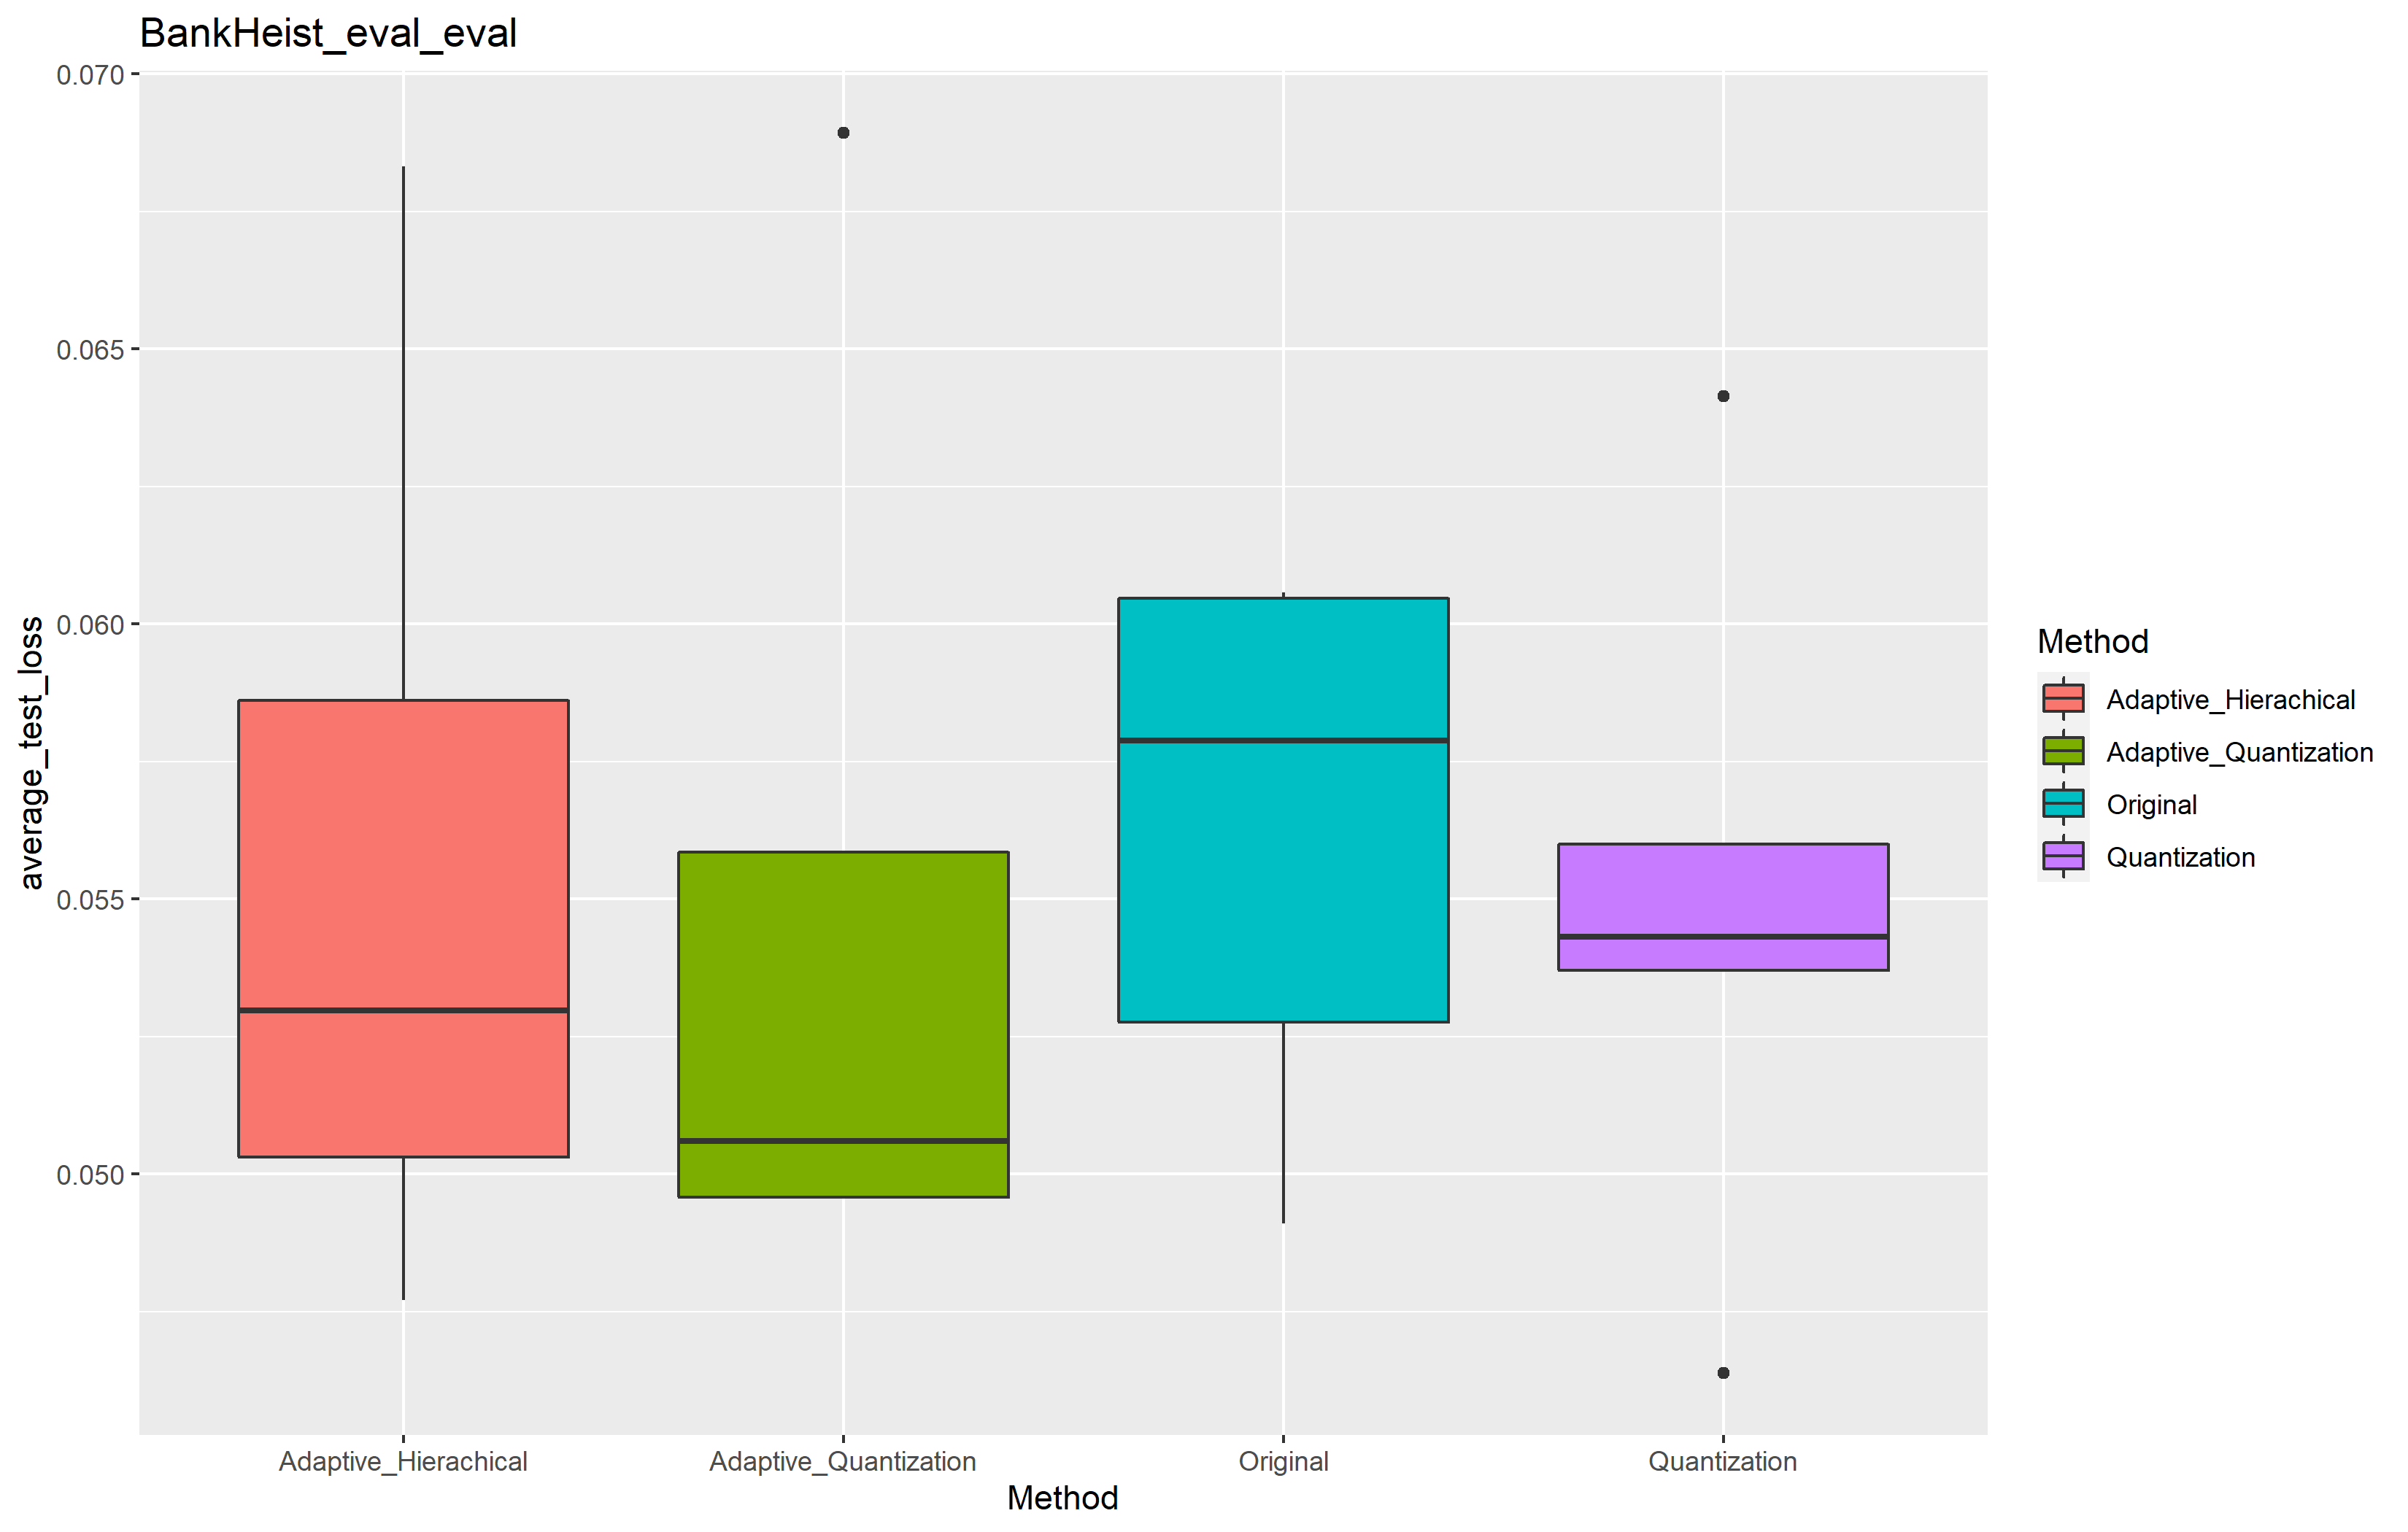 BankHeist_eval_eval
0.070
0.065
0.060
0.055
0.050
average_test_loss
Adaptive_Hierachical
Adaptive_Quantization
Original
Quantization
Method
Method
Adaptive_Hierachical
Adaptive_Quantization
Original
Quantization